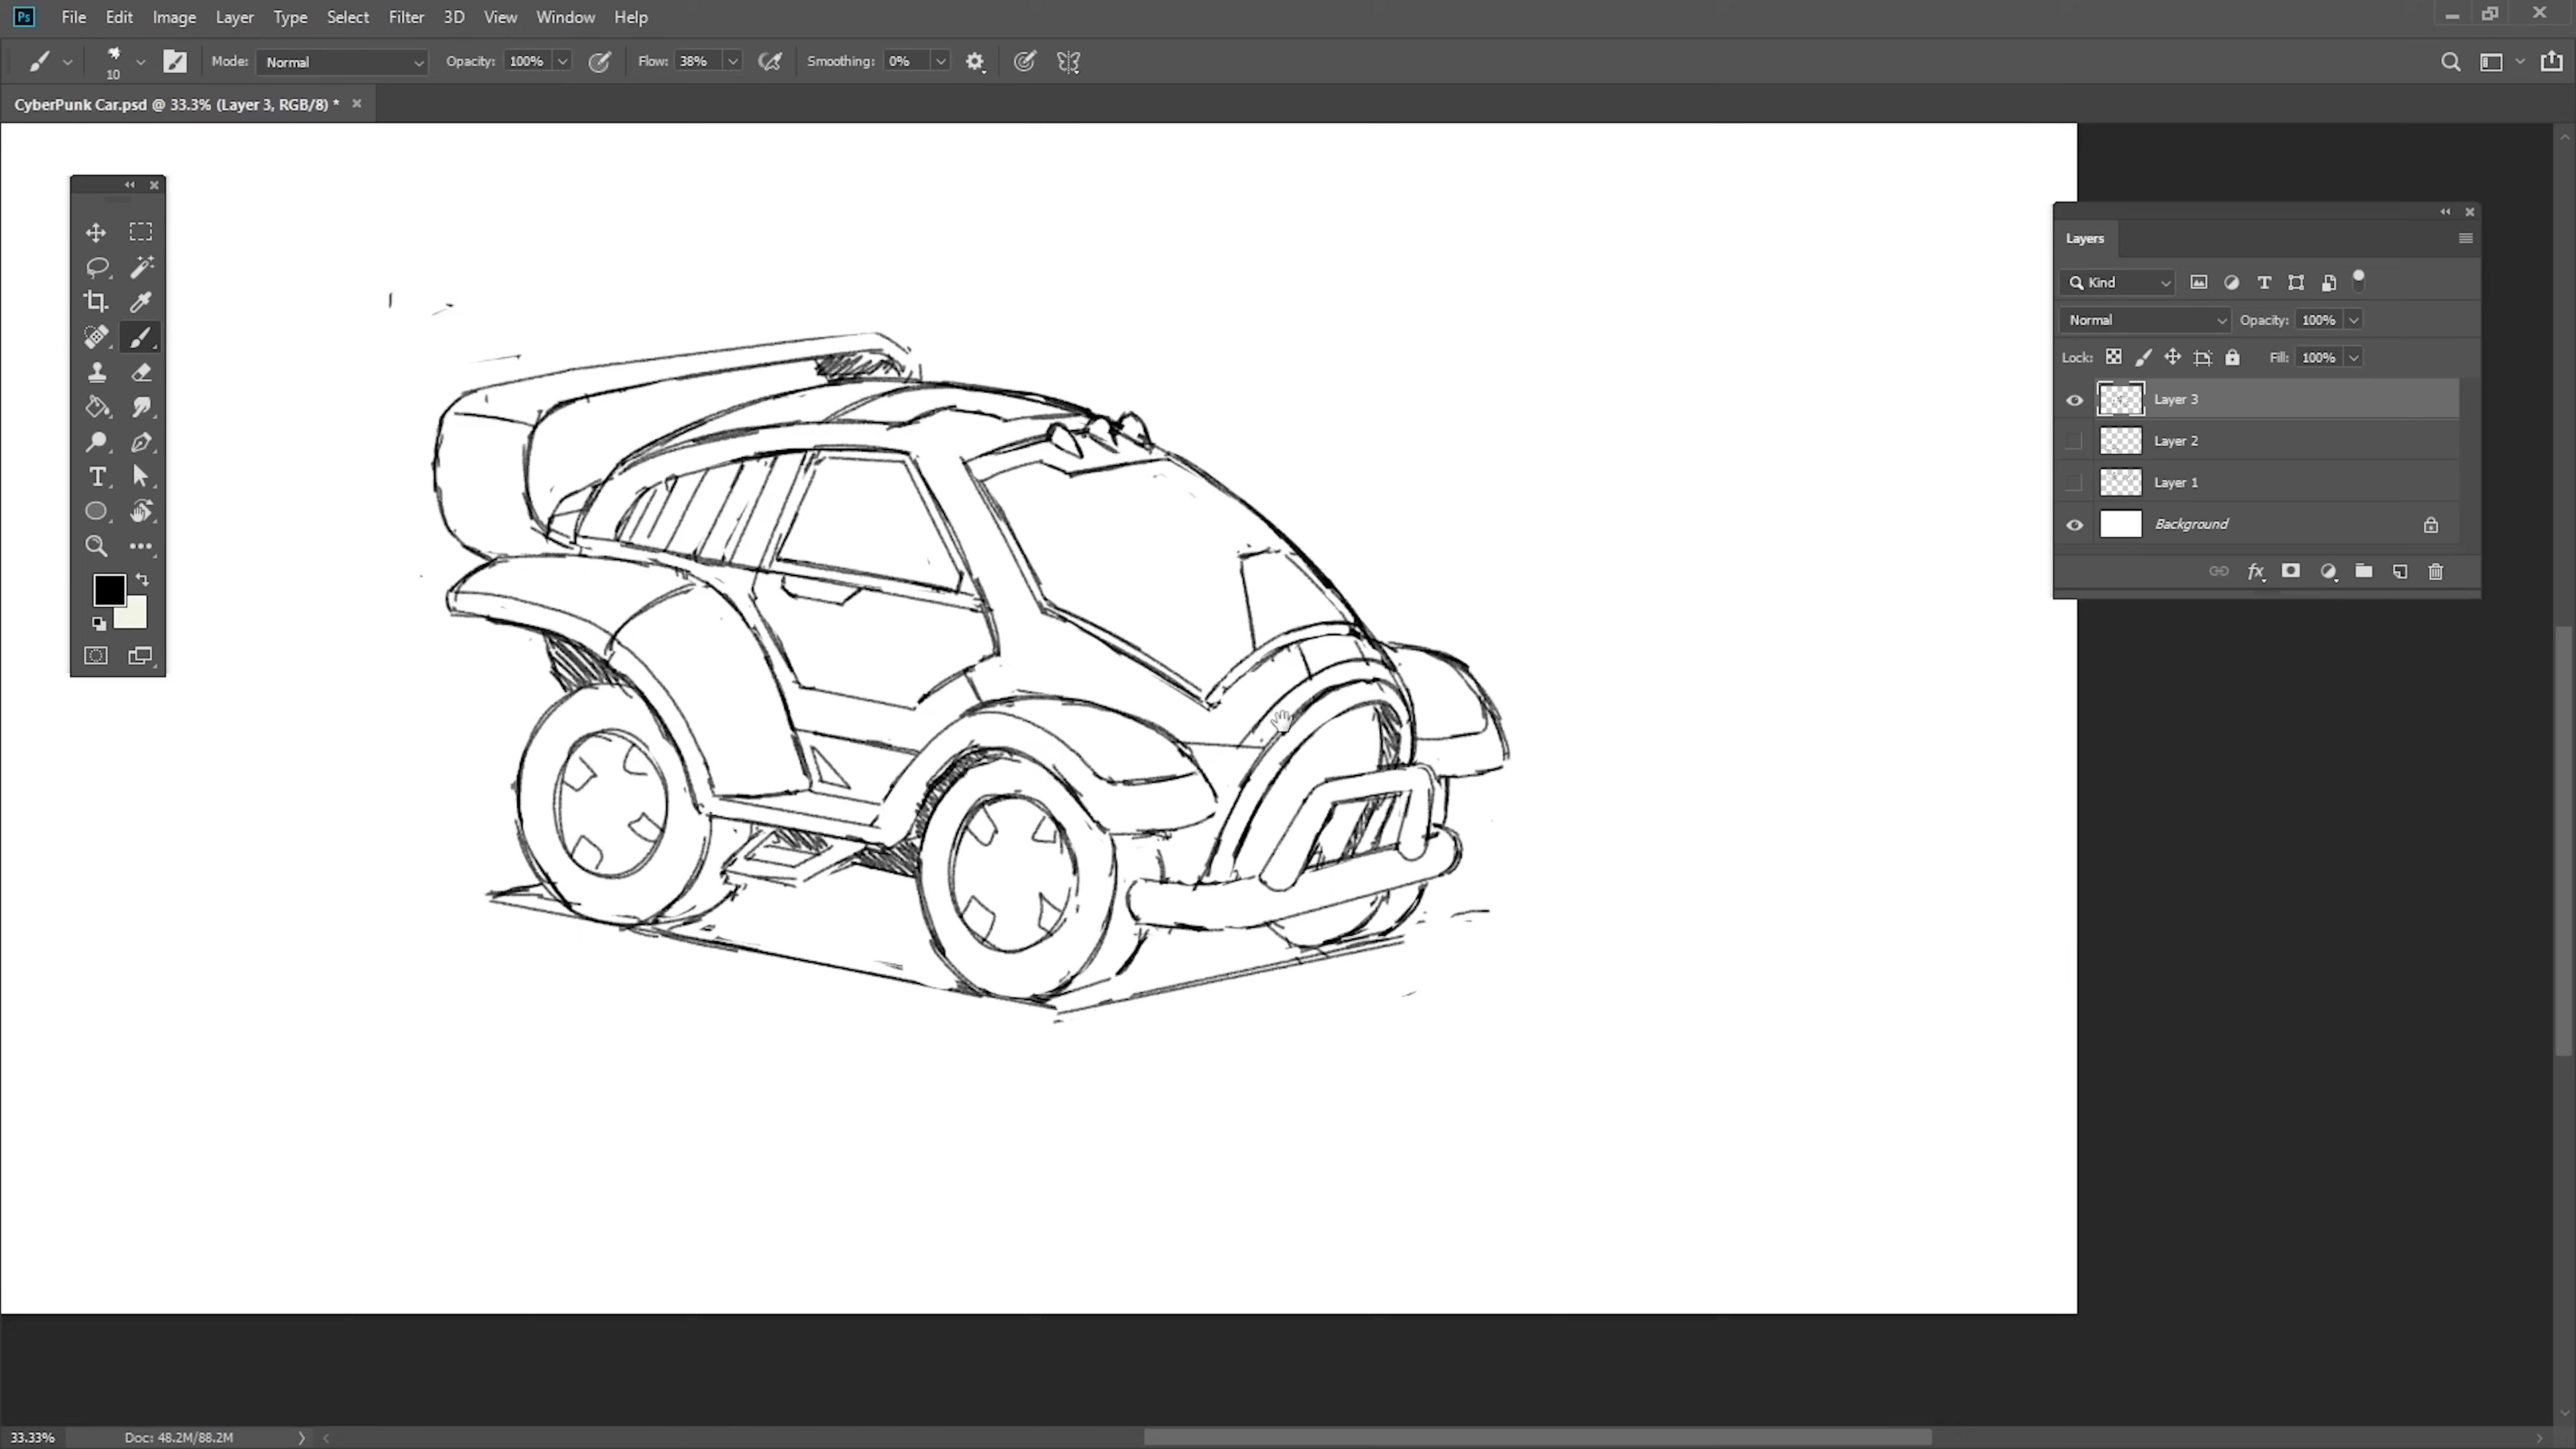 Ps File Edit Image Layer Type Select Filter 3D View Window Help
10 Mode: Normal Opacity: 100% Flow: 38% Smoothing: 0%
CyberPunk Car.psd @ 33.3% (Layer 3, RGB/8) *
Layers
Kind
Normal Opacity: 100%
Lock: Fill: 100%
Layer 3
Layer 2
Layer 1
Background
fx
33.33% Doc: 48.2M/88.2M